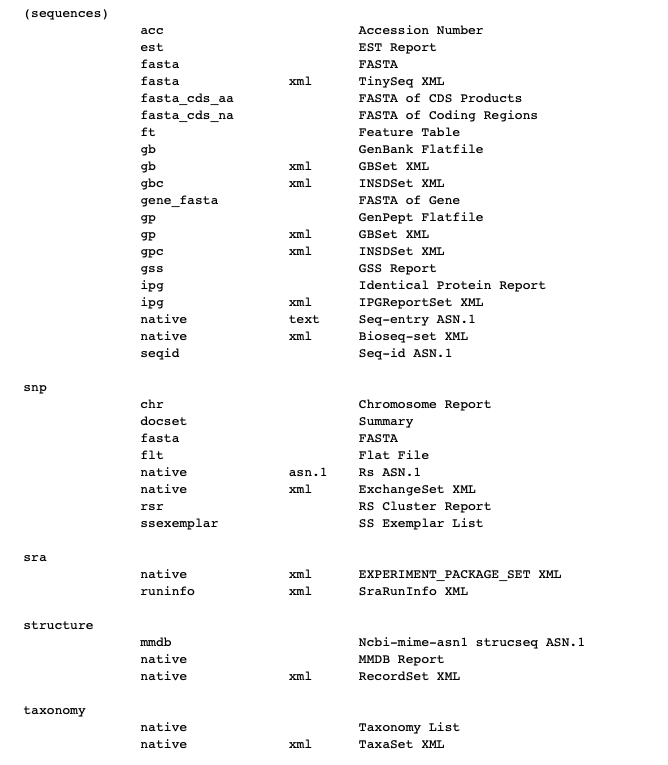 (sequences)
acc Accession Number
est EST Report
fasta FASTA
fasta xml TinySeq XML
fasta_cds_aa FASTA of CDS Products
fasta_cds_na FASTA of Coding Regions
ft Feature Table
gb GenBank Flatfile
gb xml GBSet XML
gbc xml INSDSet XML
gene_fasta FASTA of Gene
gp GenPept Flatfile
gp xml GBSet XML
gpc xml INSDSet XML
gss GSS Report
ipg Identical Protein Report
ipg xml IPGReportSet XML
native text Seq-entry ASN.1
native xml Bioseq-set XML
seqid Seq-id ASN.1
snp
chr Chromosome Report
docset Summary
fasta FASTA
flt Flat File
native asn.1 Rs ASN.1
native xml ExchangeSet XML
rsr RS Cluster Report
ssexemplar SS Exemplar List
sra
native xml EXPERIMENT_PACKAGE_SET XML
runinfo xml SraRunInfo XML
structure
mmdb Ncbi-mime-asn1 strucseq ASN.1
native MMDB Report
native xml RecordSet XML
taxonomy
native Taxonomy List
native xml TaxaSet XML